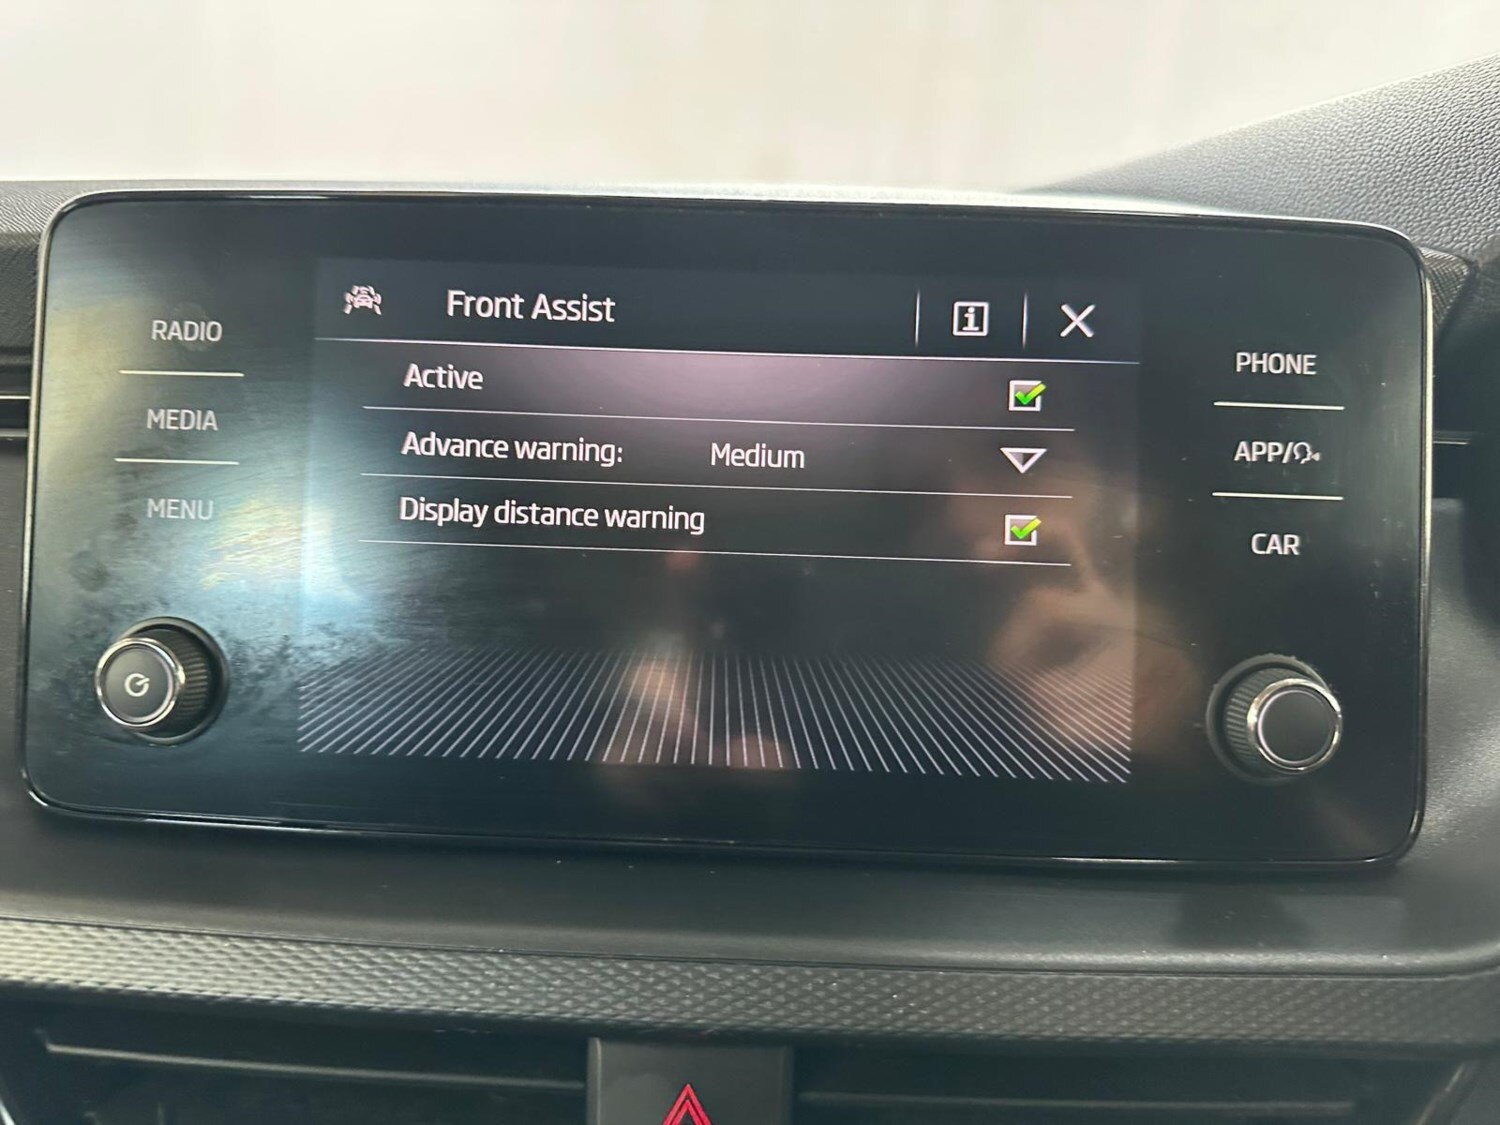 Front Assist
RADIO
MEDIA
MENU
Active
Advance warning: Medium
Display distance warning
PHONE
APP/
CAR